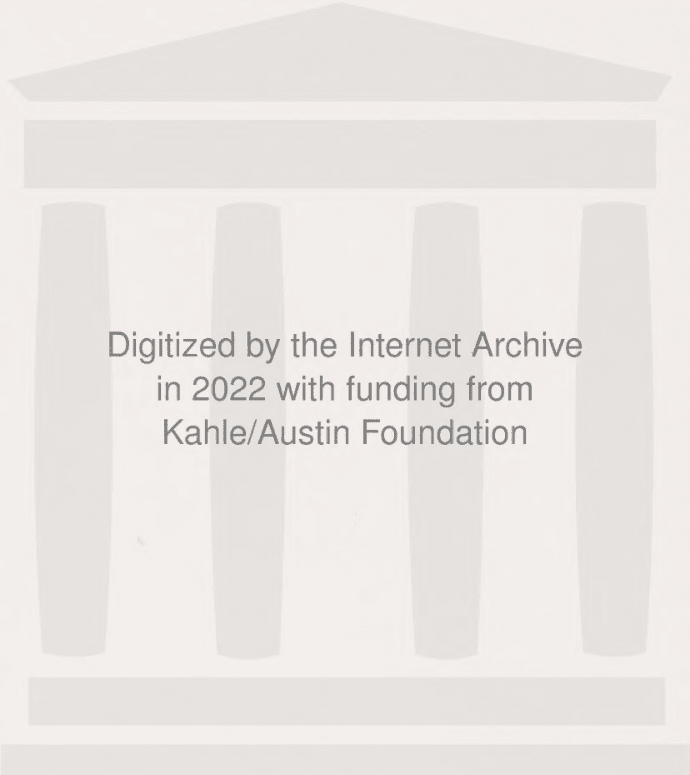 Digitized by the Internet Archive
in 2022 with funding from
Kahle/Austin Foundation